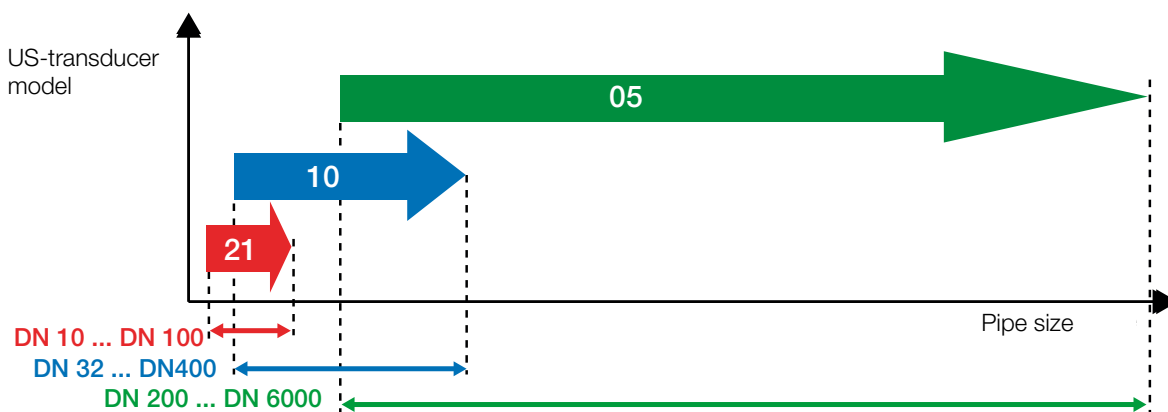 US-transducer
model
05
10
21
Pipe size
DN 10 ... DN 100
DN 32 ... DN400
DN 200 ... DN 6000